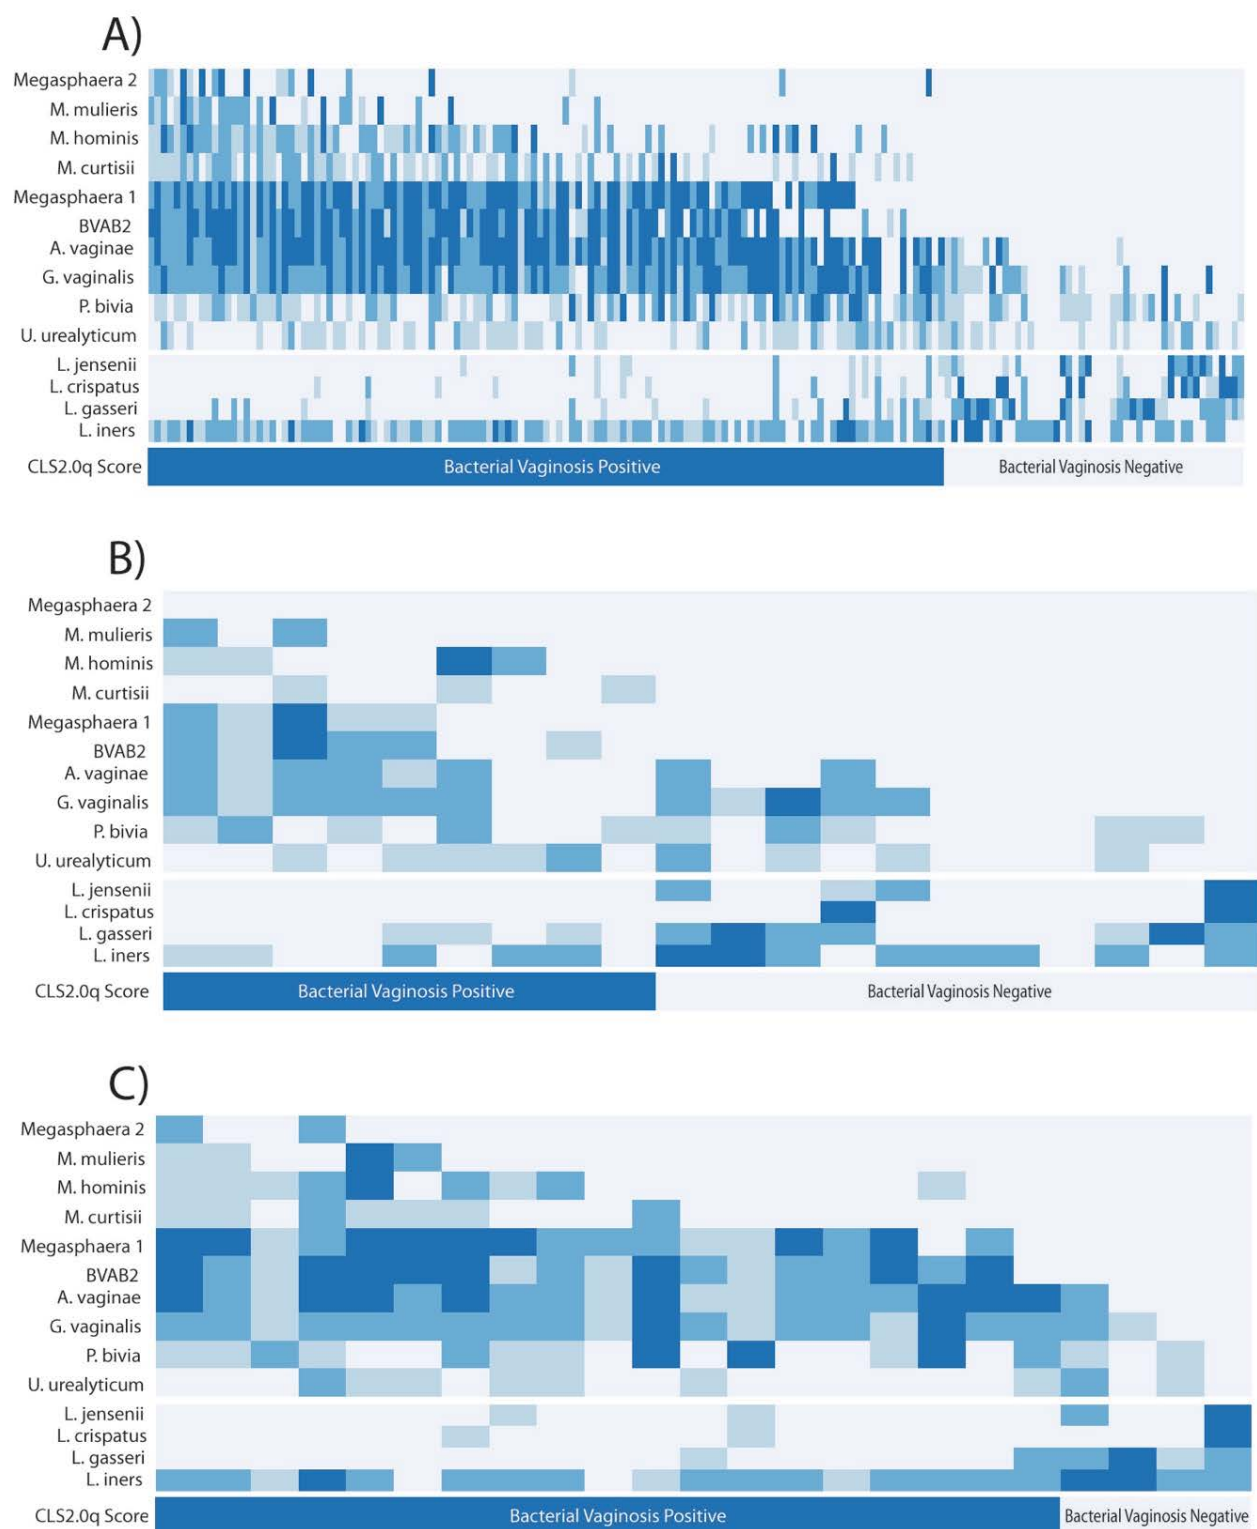 A)
Megasphaera 2
M. mulieris
M. hominis
M. curtisii
Megasphaera 1
BVAB2
A. vaginae
G. vaginalis
P. bivia
U. urealyticum
L. jensenii
L. crispatus
L. gasseri
L. iners
CLS2.0q Score Bacterial Vaginosis Positive Bacterial Vaginosis Negative
B)
Megasphaera 2
M. mulieris
M. hominis
M. curtisii
Megasphaera 1
BVAB2
A. vaginae
G. vaginalis
P. bivia
U. urealyticum
L. jensenii
L. crispatus
L. gasseri
L. iners
CLS2.0q Score Bacterial Vaginosis Positive Bacterial Vaginosis Negative
C)
Megasphaera 2
M. mulieris
M. hominis
M. curtisii
Megasphaera 1
BVAB2
A. vaginae
G. vaginalis
P. bivia
U. urealyticum
L. jensenii
L. crispatus
L. gasseri
L. iners
CLS2.0q Score Bacterial Vaginosis Positive Bacterial Vaginosis Negative